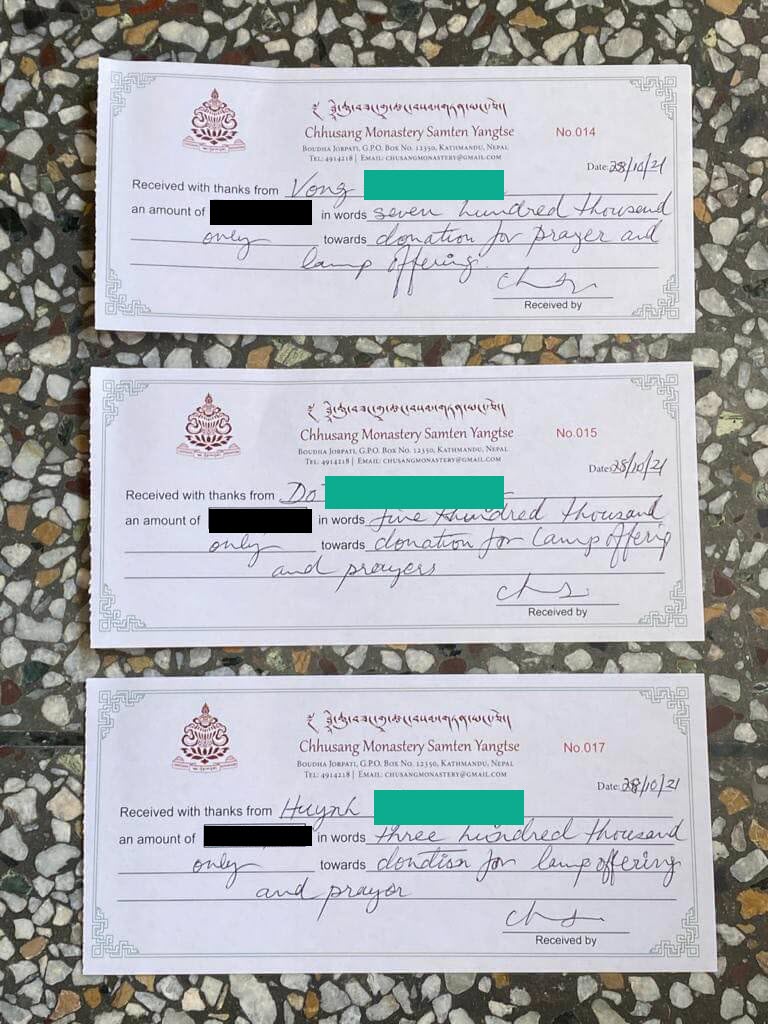 Chhusang Monastery Samten Yangtse
No.014
Boudha Jorpati, G.P.O. Box No. 12550, Kathmandu, Nepal
Tel: 4914218 | Email: chusangmonastery@gmail.com
Date: 28/10/21
Received with thanks from Vong
an amount of in words seven hundred thousand
only towards donation for prayer and
lamp offering.
Received by
Chhusang Monastery Samten Yangtse
No.015
Boudha Jorpati, G.P.O. Box No. 12550, Kathmandu, Nepal
Tel: 4914218 | Email: chusangmonastery@gmail.com
Date: 28/10/21
Received with thanks from Do
an amount of in words five hundred thousand
only towards donation for Lamp offering
and prayers
Received by
Chhusang Monastery Samten Yangtse
No.017
Boudha Jorpati, G.P.O. Box No. 12550, Kathmandu, Nepal
Tel: 4914218 | Email: chusangmonastery@gmail.com
Date: 28/10/21
Received with thanks from Huynh
an amount of in words three hundred thousand
only towards dondtion for lamp offering
and prayor
Received by